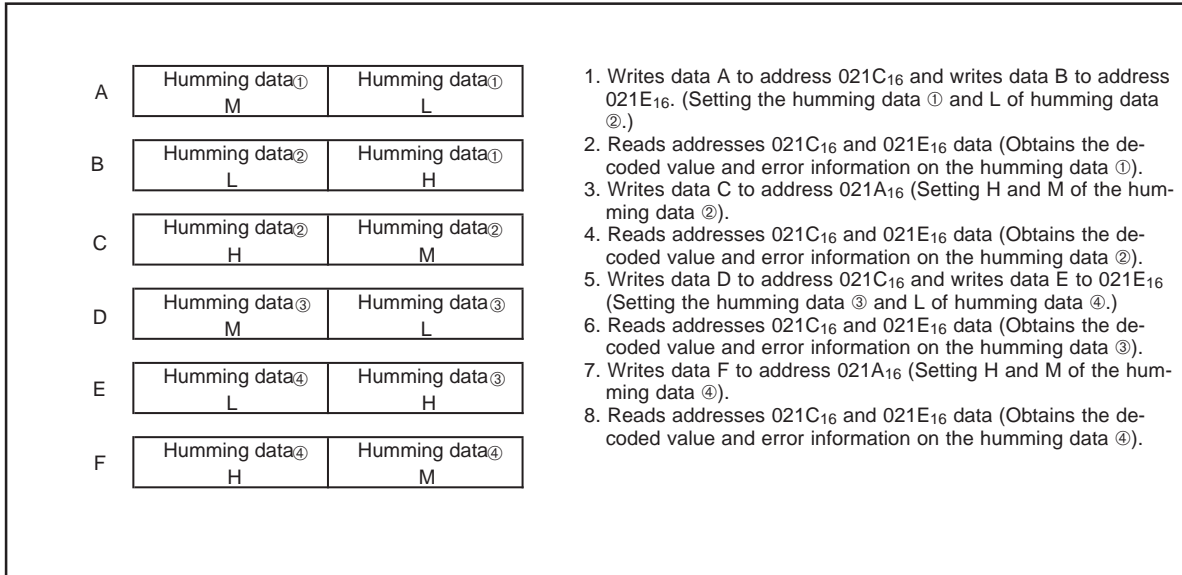 A
Humming data① Humming data①
M L
B
Humming data② Humming data①
L H
C
Humming data② Humming data②
H M
D
Humming data③ Humming data③
M L
E
Humming data④ Humming data③
L H
F
Humming data④ Humming data④
H M
1. Writes data A to address 021C₁₆ and writes data B to address
021E₁₆. (Setting the humming data ① and L of humming data
②.)
2. Reads addresses 021C₁₆ and 021E₁₆ data (Obtains the de-
coded value and error information on the humming data ①).
3. Writes data C to address 021A₁₆ (Setting H and M of the hum-
ming data ②).
4. Reads addresses 021C₁₆ and 021E₁₆ data (Obtains the de-
coded value and error information on the humming data ②).
5. Writes data D to address 021C₁₆ and writes data E to 021E₁₆
(Setting the humming data ③ and L of humming data ④.)
6. Reads addresses 021C₁₆ and 021E₁₆ data (Obtains the de-
coded value and error information on the humming data ③).
7. Writes data F to address 021A₁₆ (Setting H and M of the hum-
ming data ④).
8. Reads addresses 021C₁₆ and 021E₁₆ data (Obtains the de-
coded value and error information on the humming data ④).